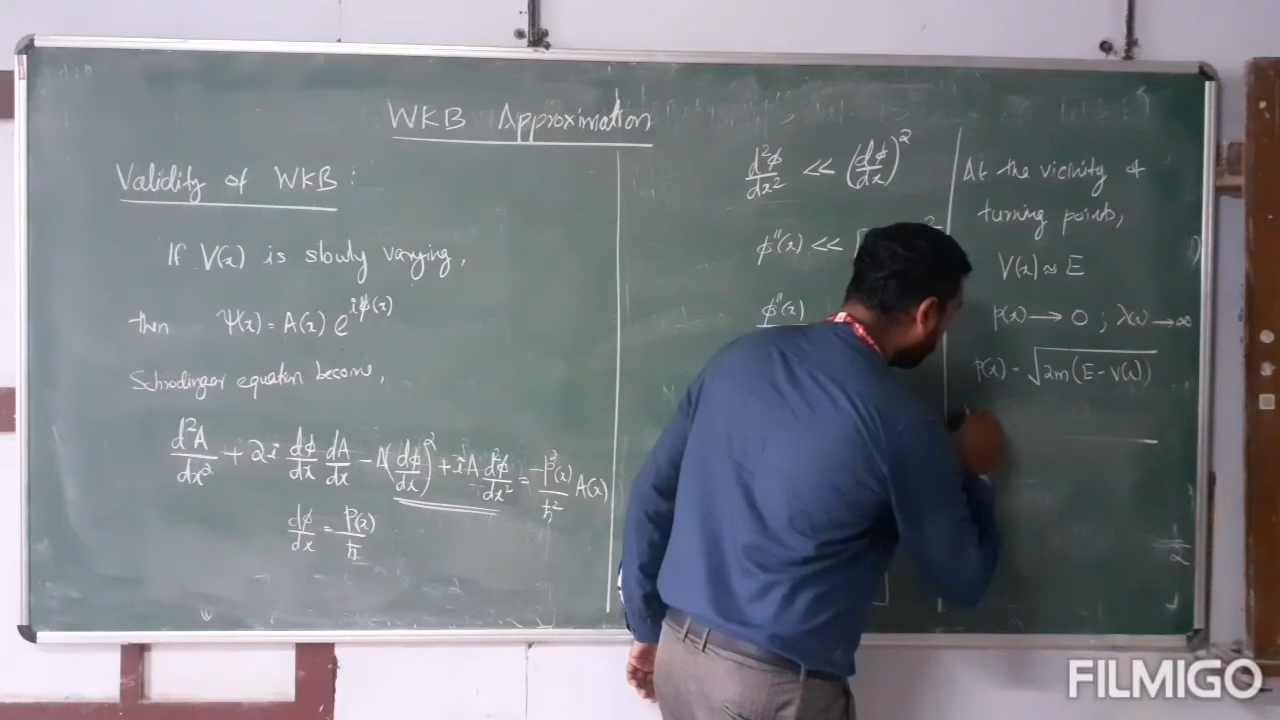 WKB Approximation
Validity of WKB:
If V(x) is slowly varying,
then ψ(x) = A(x) e^{iϕ(x)}
Schrodinger equation become,
d²A/dx² + 2i dϕ/dx dA/dx - A(dϕ/dx)² + iA d²ϕ/dx² = -p²(x)/ħ² A(x)
dϕ/dx = p(x)/ħ
d²ϕ/dx² << (dϕ/dx)²
ϕ''(x) << [
ϕ''(x)
At the vicinity of
turning points,
V(x) ≈ E
p(x) → 0 ; λ(x) → ∞
p(x) = √2m(E - V(x))
FILMIGO